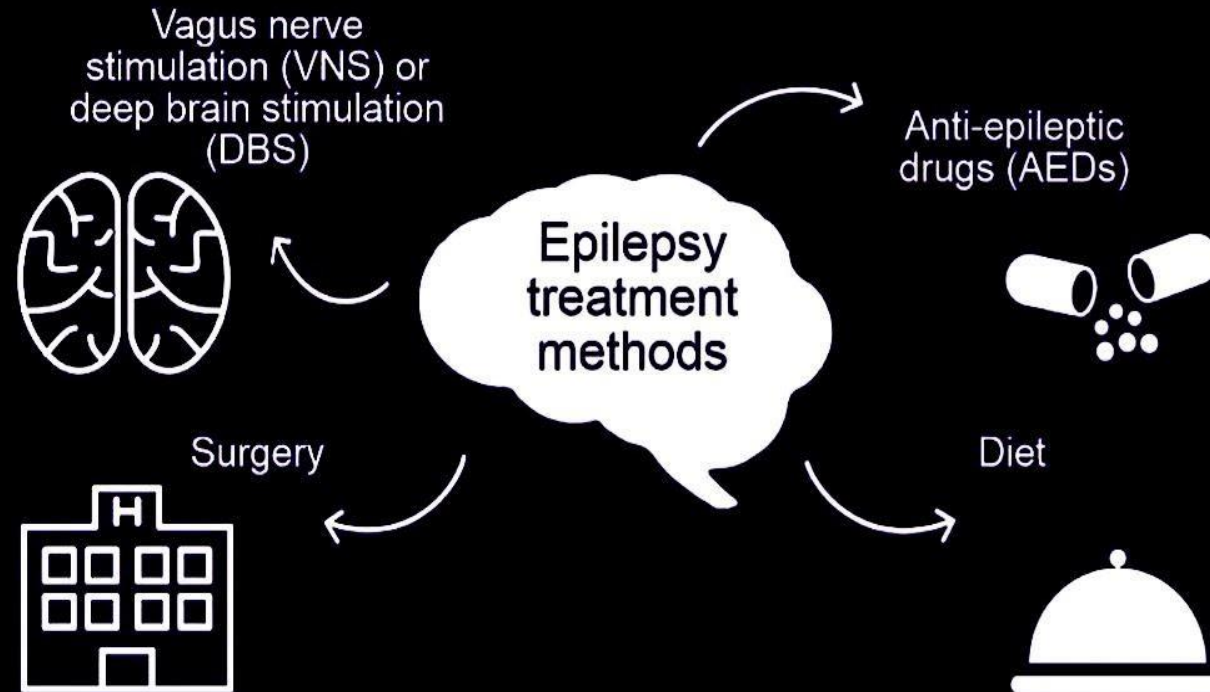 Vagus nerve
stimulation (VNS) or
deep brain stimulation
(DBS)
Anti-epileptic
drugs (AEDs)
Epilepsy
treatment
methods
Surgery
Diet
H